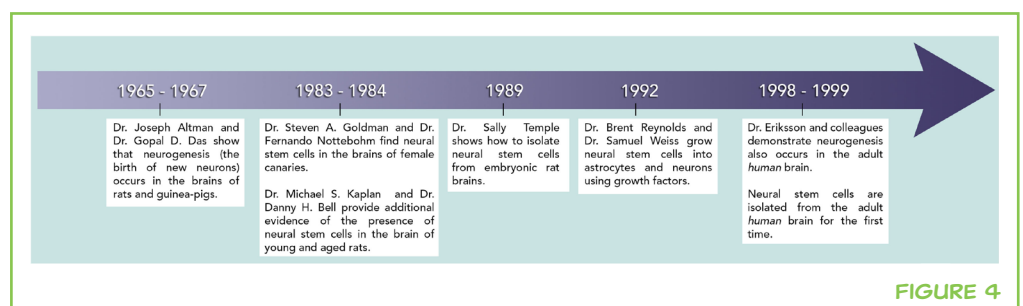 1965 - 1967
Dr. Joseph Altman and
Dr. Gopal D. Das show
that neurogenesis (the
birth of new neurons)
occurs in the brains of
rats and guinea-pigs.
1983 - 1984
Dr. Steven A. Goldman and Dr.
Fernando Nottebohm find neural
stem cells in the brains of female
canaries.
Dr. Michael S. Kaplan and Dr.
Danny H. Bell provide additional
evidence of the presence of
neural stem cells in the brain of
young and aged rats.
1989
Dr. Sally Temple
shows how to isolate
neural stem cells
from embryonic rat
brains.
1992
Dr. Brent Reynolds and
Dr. Samuel Weiss grow
neural stem cells into
astrocytes and neurons
using growth factors.
1998 - 1999
Dr. Eriksson and colleagues
demonstrate neurogenesis
also occurs in the adult
human brain.
Neural stem cells are
isolated from the adult
human brain for the first
time.
FIGURE 4